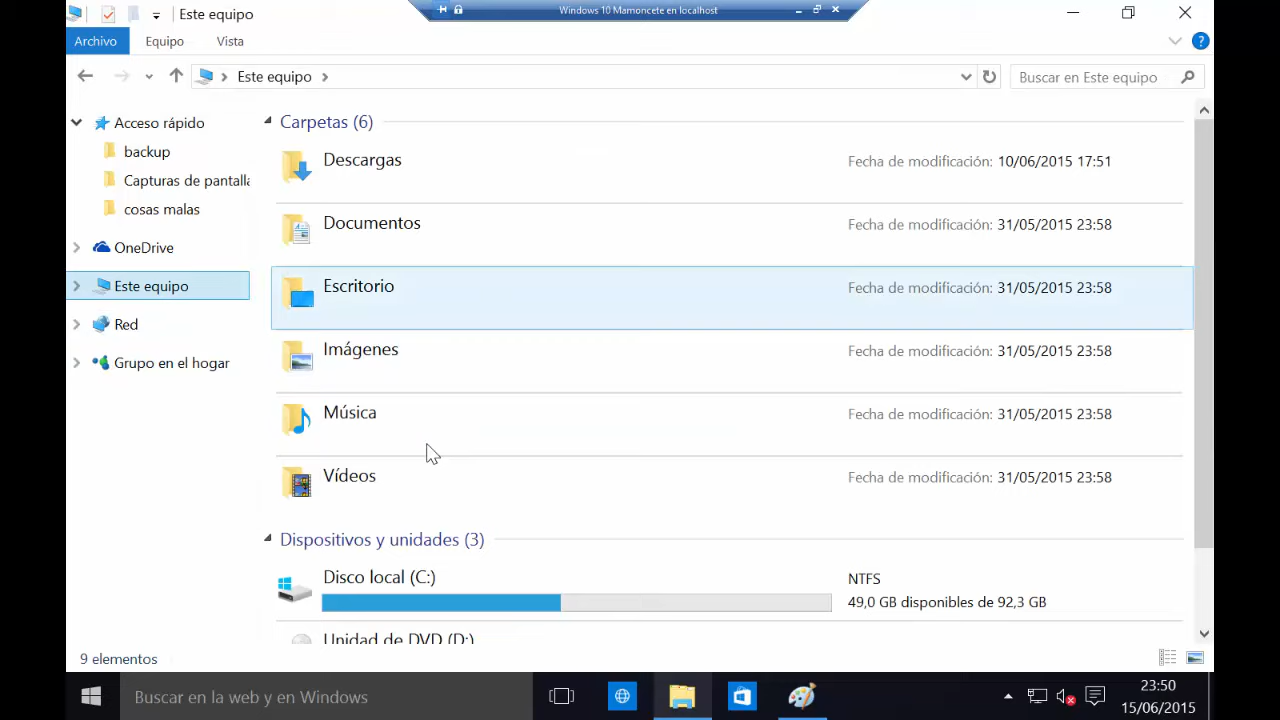 Este equipo
Windows 10 Mamoncete en localhost
Archivo
Equipo
Vista
Este equipo
Buscar en Este equipo
Acceso rápido
backup
Capturas de pantalla
cosas malas
OneDrive
Este equipo
Red
Grupo en el hogar
Carpetas (6)
Descargas
Fecha de modificación: 10/06/2015 17:51
Documentos
Fecha de modificación: 31/05/2015 23:58
Escritorio
Fecha de modificación: 31/05/2015 23:58
Imágenes
Fecha de modificación: 31/05/2015 23:58
Música
Fecha de modificación: 31/05/2015 23:58
Vídeos
Fecha de modificación: 31/05/2015 23:58
Dispositivos y unidades (3)
Disco local (C:)
NTFS
49,0 GB disponibles de 92,3 GB
Unidad de DVD (D:)
9 elementos
Buscar en la web y en Windows
23:50
15/06/2015